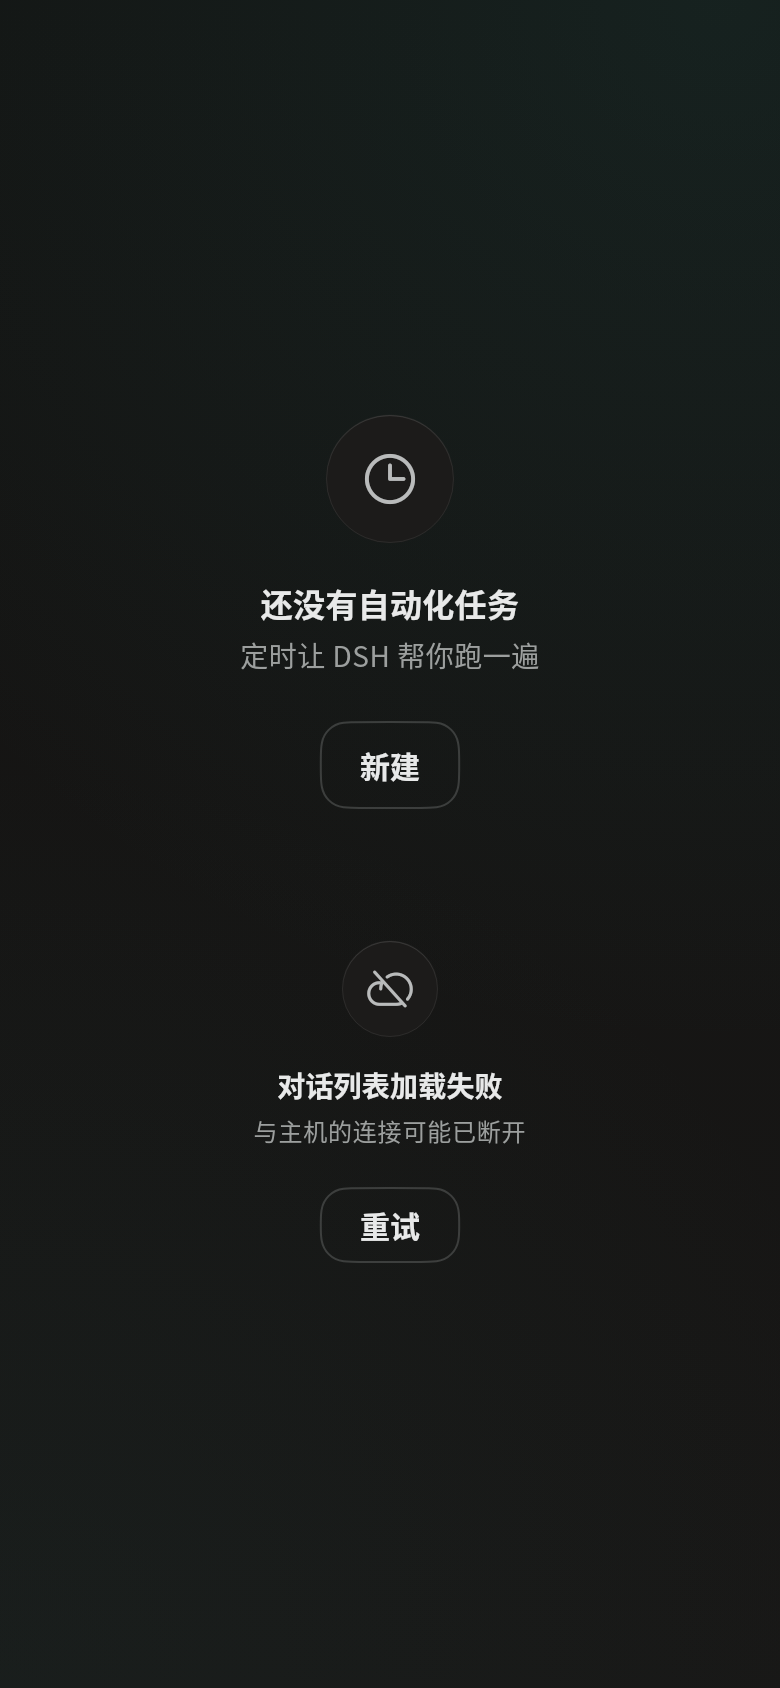 还没有自动化任务
定时让 DSH 帮你跑一遍
新建
对话列表加载失败
与主机的连接可能已断开
重试